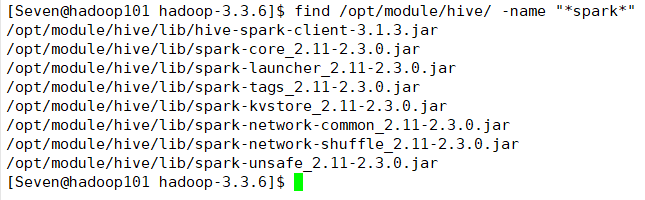 [Seven@hadoop101 hadoop-3.3.6]$ find /opt/module/hive/ -name "*spark*"
/opt/module/hive/lib/hive-spark-client-3.1.3.jar
/opt/module/hive/lib/spark-core_2.11-2.3.0.jar
/opt/module/hive/lib/spark-launcher_2.11-2.3.0.jar
/opt/module/hive/lib/spark-tags_2.11-2.3.0.jar
/opt/module/hive/lib/spark-kvstore_2.11-2.3.0.jar
/opt/module/hive/lib/spark-network-common_2.11-2.3.0.jar
/opt/module/hive/lib/spark-network-shuffle_2.11-2.3.0.jar
/opt/module/hive/lib/spark-unsafe_2.11-2.3.0.jar
[Seven@hadoop101 hadoop-3.3.6]$